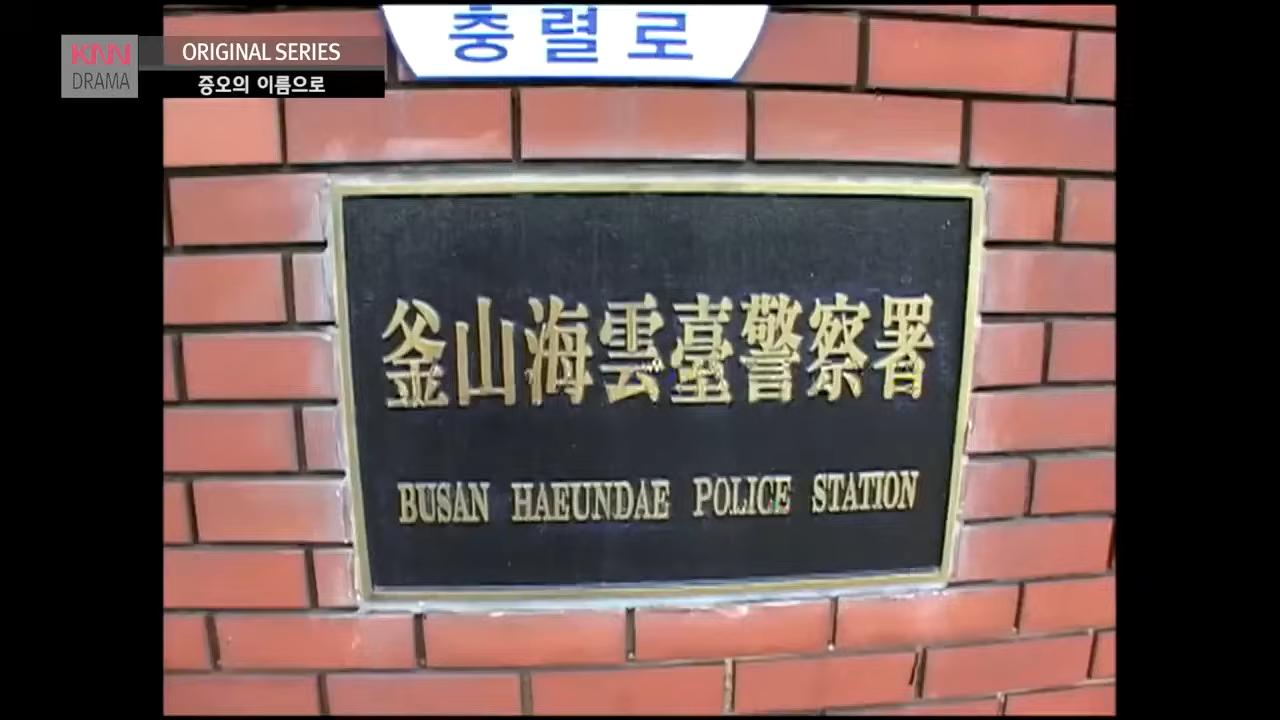 충렬로
KNN
DRAMA
ORIGINAL SERIES
증오의 이름으로
釜山海雲臺警察署
BUSAN HAEUNDAE POLICE STATION